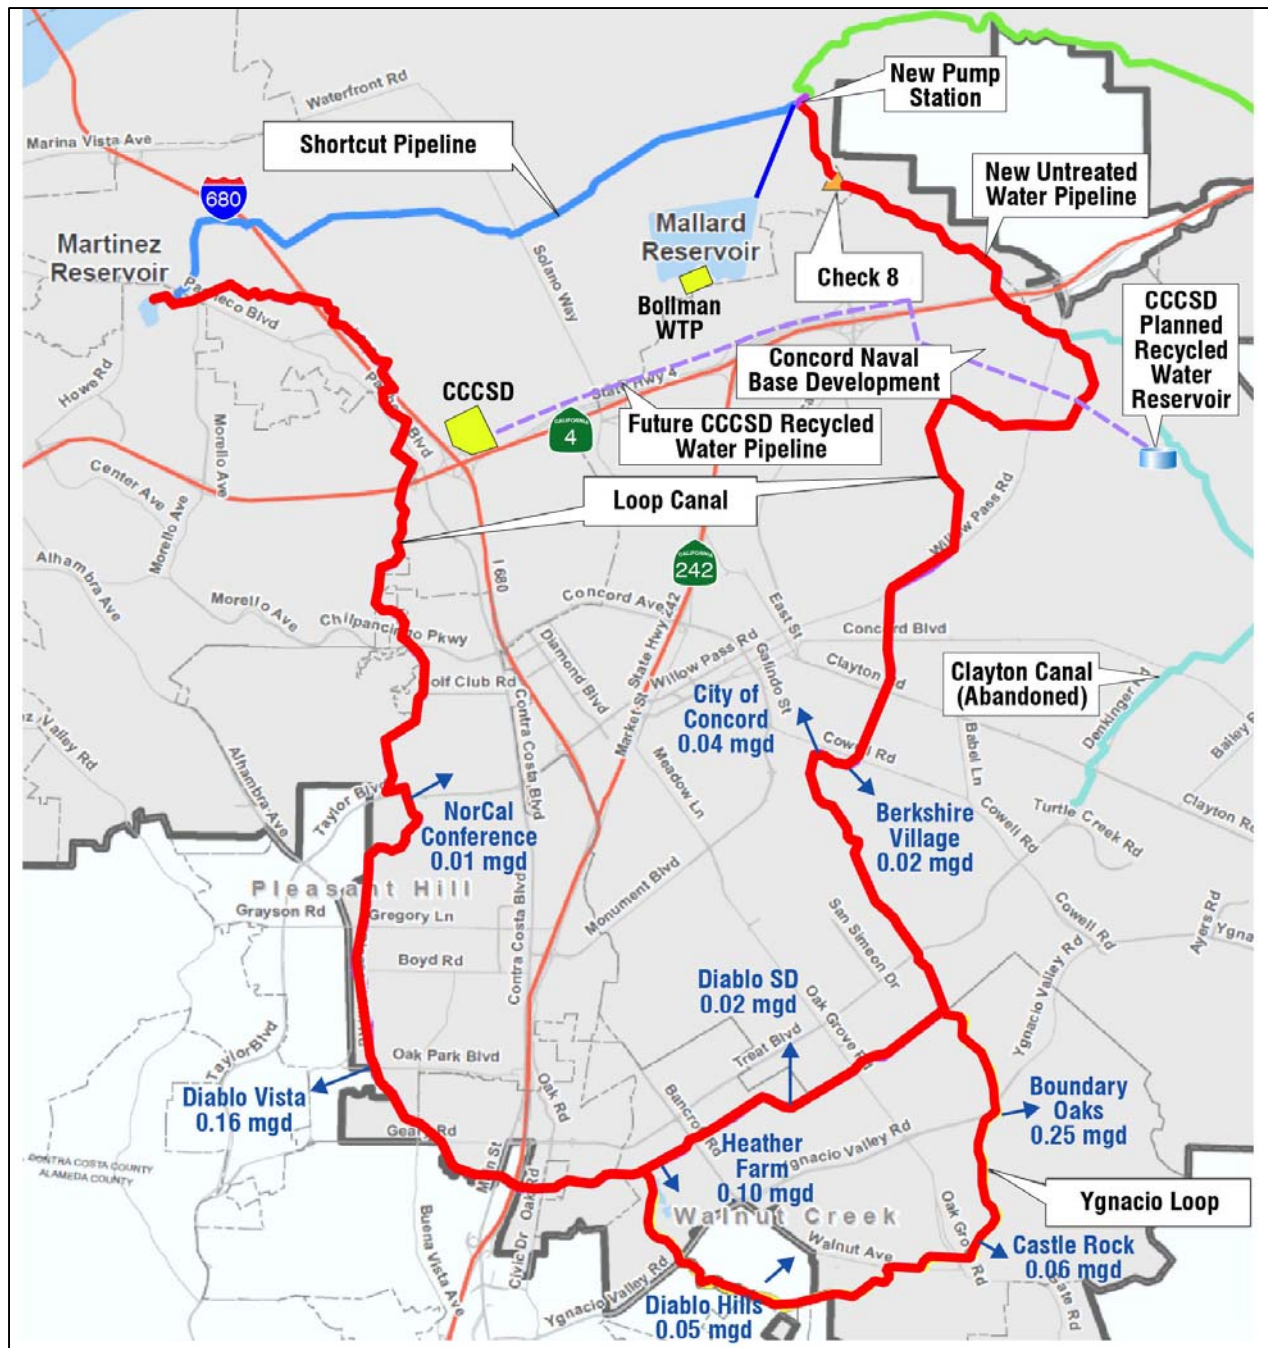 New Pump
Station
Waterfront Rd
Marina Vista Ave
Shortcut Pipeline
New Untreated
Water Pipeline
680
Mallard
Reservoir
Martinez
Reservoir
Solano Way
Check 8
Pacheco Blvd
Bollman
WTP
CCCSD
Planned
Recycled
Water
Reservoir
Concord Naval
Base Development
Howe Rd
CCCSD
State Hwy 4
CALIFORNIA
4
Future CCCSD Recycled
Water Pipeline
Morello Ave
Center Ave
Loop Canal
Morello Ave
Willow Pass Rd
Alhambra Ave
I 680
CALIFORNIA
242
Morello Ave
Chilpancingo Pkwy
Concord Ave
East St
Concord Blvd
Diamond Blvd
Market St
State Hwy 242
Willow Pass Rd
Galindo St
Clayton Rd
Clayton Canal
(Abandoned)
Golf Club Rd
Contra Costa Blvd
City of
Concord
0.04 mgd
Denkinger Rd
Valley Rd
Alhambra Ave
Cowell Rd
Babel Ln
Taylor Blvd
Meadow Ln
NorCal
Conference
0.01 mgd
Berkshire
Village
0.02 mgd
Cowell Rd
Turtle Creek Rd
Clayton Rd
Pleasant Hill
Monument Blvd
Grayson Rd
Gregory Ln
Contra Costa Blvd
San Simeon Dr
Cowell Rd
Ayers Rd
Boyd Rd
Diablo SD
0.02 mgd
Ygnacio Valley Rd
Oak Grove Rd
Treat Blvd
Taylor Blvd
Oak Park Blvd
Oak Rd
Diablo Vista
0.16 mgd
Bancroft Rd
Boundary
Oaks
0.25 mgd
Geary Rd
Main St
Heather
Farm
0.10 mgd
Ygnacio Valley Rd
CONTRA COSTA COUNTY
ALAMEDA COUNTY
Buena Vista Ave
Oak Rd
Civic Dr
Walnut Creek
Ygnacio Loop
Oak Grove Rd
Walnut Ave
Castle Rock
0.06 mgd
Ygnacio Valley Rd
Diablo Hills
0.05 mgd